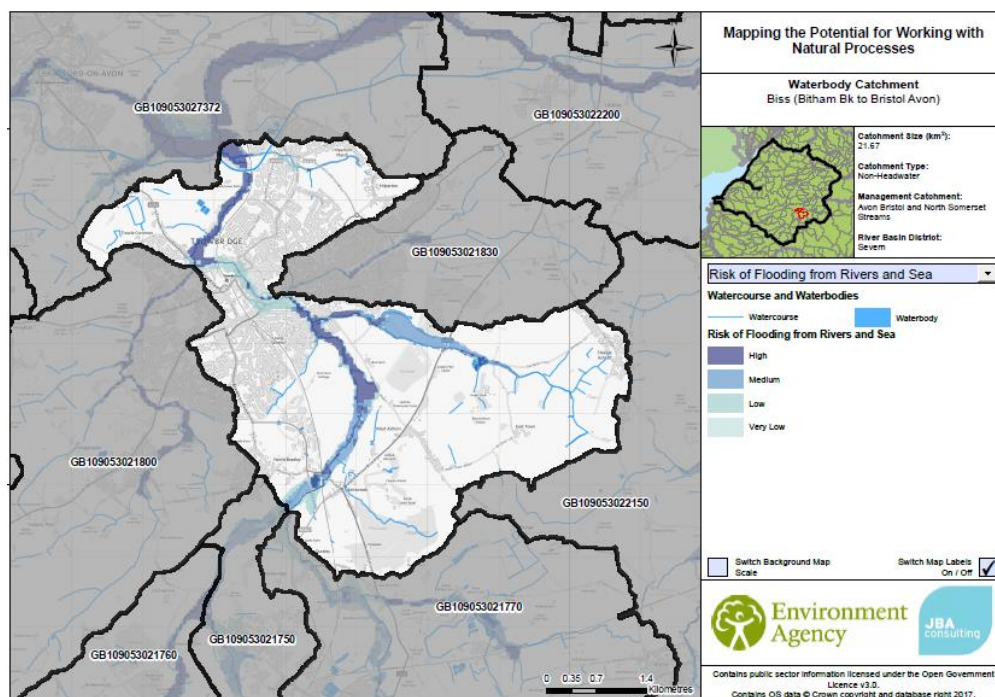 Mapping the Potential for Working with
Natural Processes
Waterbody Catchment
Biss (Bitham Bk to Bristol Avon)
Catchment Size (km²):
21.67
Catchment Type:
Non-Headwater
Management Catchment:
Avon Bristol and North Somerset
Streams
River Basin District:
Severn
Risk of Flooding from Rivers and Sea
Watercourse and Waterbodies
Watercourse
Waterbody
Risk of Flooding from Rivers and Sea
High
Medium
Low
Very Low
Switch Background Map
Scale
Switch Map Labels
On / Off
Environment
Agency
JBA
consulting
Contains public sector information licensed under the Open Government
Licence v3.0.
Contains OS data © Crown copyright and database right 2017.
GB109053027372
GB109053022200
GB109053021830
GB109053021800
GB109053022150
GB109053021770
GB109053021750
GB109053021760
0 0.35 0.7 1.4
Kilometres